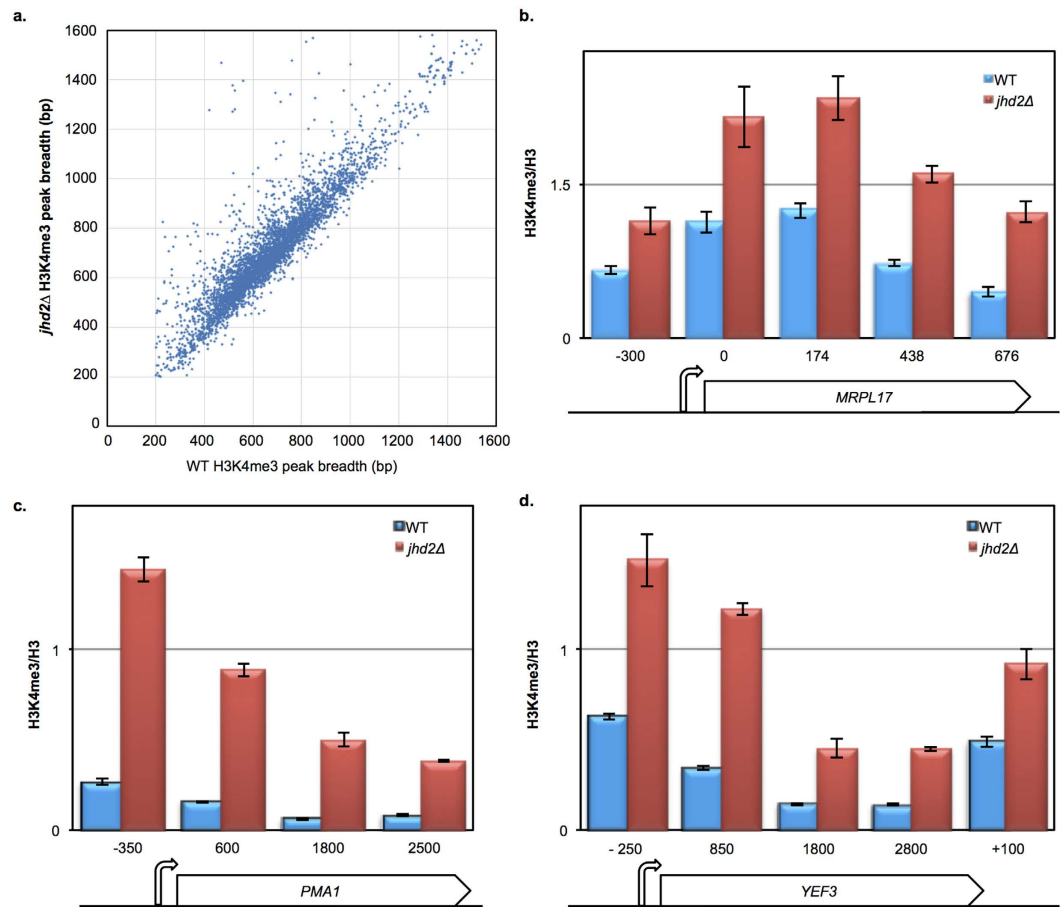 a.
jhd2Δ H3K4me3 peak breadth (bp)
1600
1400
1200
1000
800
600
400
200
0
0 200 400 600 800 1000 1200 1400 1600
WT H3K4me3 peak breadth (bp)
b.
WT
jhd2Δ
H3K4me3/H3
1.5
0
-300 0 174 438 676
MRPL17
c.
WT
jhd2Δ
H3K4me3/H3
1
0
-350 600 1800 2500
PMA1
d.
WT
jhd2Δ
H3K4me3/H3
1
0
- 250 850 1800 2800 +100
YEF3